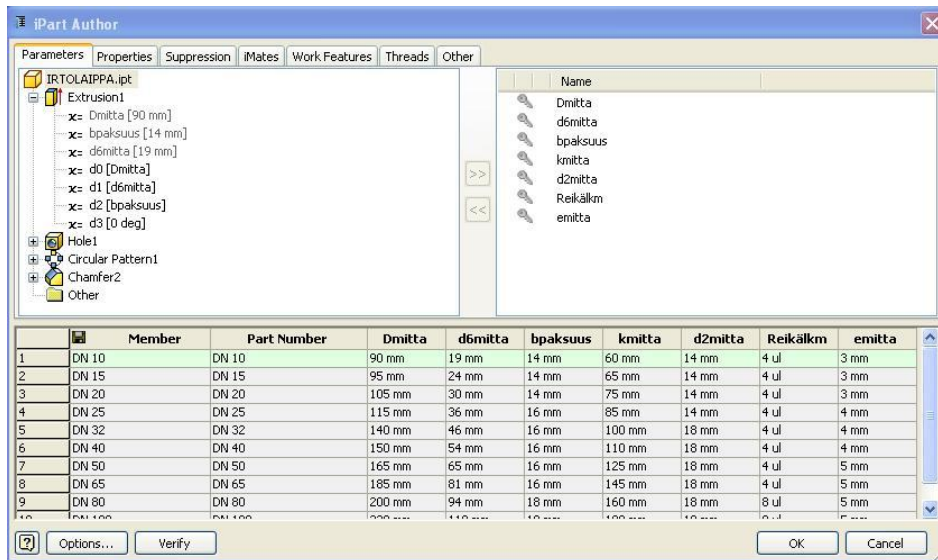 iPart Author
Parameters Properties Suppression iMates Work Features Threads Other
IRTOLAIPPA.ipt
Extrusion1
x= Dmitta [90 mm]
x= bpaksuus [14 mm]
x= d6mitta [19 mm]
x= d0 [Dmitta]
x= d1 [d6mitta]
x= d2 [bpaksuus]
x= d3 [0 deg]
Hole1
Circular Pattern1
Chamfer2
Other
>>
<<
Name
Dmitta
d6mitta
bpaksuus
kmitta
d2mitta
Reikälkm
emitta
Member Part Number Dmitta d6mitta bpaksuus kmitta d2mitta Reikälkm emitta
1 DN 10 DN 10 90 mm 19 mm 14 mm 60 mm 14 mm 4 ul 3 mm
2 DN 15 DN 15 95 mm 24 mm 14 mm 65 mm 14 mm 4 ul 3 mm
3 DN 20 DN 20 105 mm 30 mm 14 mm 75 mm 14 mm 4 ul 3 mm
4 DN 25 DN 25 115 mm 36 mm 16 mm 85 mm 14 mm 4 ul 4 mm
5 DN 32 DN 32 140 mm 46 mm 16 mm 100 mm 18 mm 4 ul 4 mm
6 DN 40 DN 40 150 mm 54 mm 16 mm 110 mm 18 mm 4 ul 4 mm
7 DN 50 DN 50 165 mm 65 mm 16 mm 125 mm 18 mm 4 ul 5 mm
8 DN 65 DN 65 185 mm 81 mm 16 mm 145 mm 18 mm 4 ul 5 mm
9 DN 80 DN 80 200 mm 94 mm 18 mm 160 mm 18 mm 8 ul 5 mm
Options... Verify OK Cancel